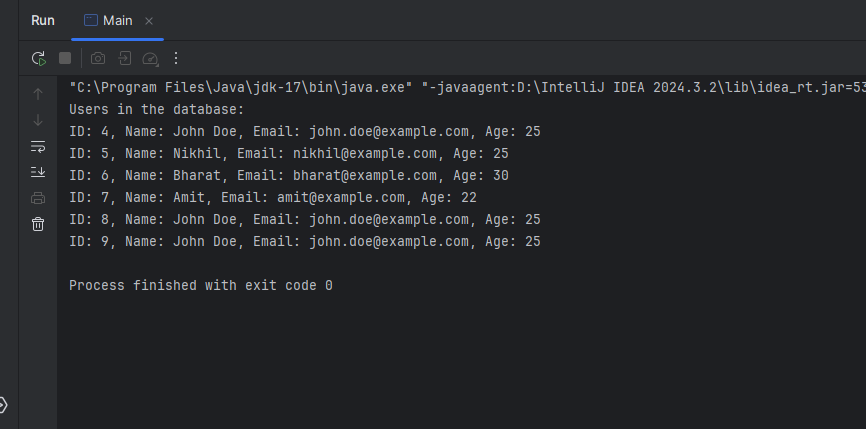 Run Main
"C:\Program Files\Java\jdk-17\bin\java.exe" "-javaagent:D:\IntelliJ IDEA 2024.3.2\lib\idea_rt.jar=53
Users in the database:
ID: 4, Name: John Doe, Email: john.doe@example.com, Age: 25
ID: 5, Name: Nikhil, Email: nikhil@example.com, Age: 25
ID: 6, Name: Bharat, Email: bharat@example.com, Age: 30
ID: 7, Name: Amit, Email: amit@example.com, Age: 22
ID: 8, Name: John Doe, Email: john.doe@example.com, Age: 25
ID: 9, Name: John Doe, Email: john.doe@example.com, Age: 25
Process finished with exit code 0